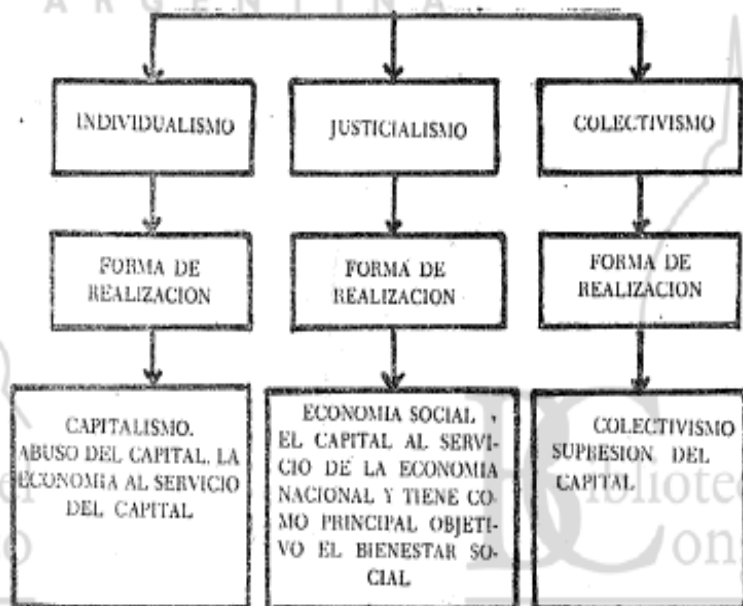 ARGENTINA
INDIVIDUALISMO
JUSTICIALISMO
COLECTIVISMO
FORMA DE
REALIZACION
FORMA DE
REALIZACION
FORMA DE
REALIZACION
CAPITALISMO.
ABUSO DEL CAPITAL. LA
ECONOMIA AL SERVICIO
DEL CAPITAL
ECONOMIA SOCIAL ,
EL CAPITAL AL SERVI-
CIO DE LA ECONOMIA
NACIONAL Y TIENE CO-
MO PRINCIPAL OBJETI-
VO EL BIENESTAR SO-
CIAL
COLECTIVISMO
SUPRESION DEL
CAPITAL